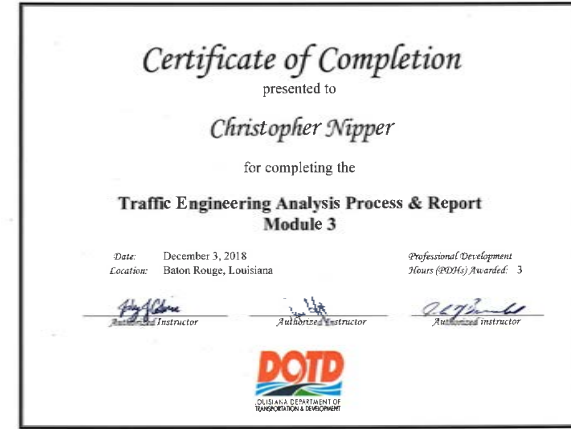 Certificate of Completion
presented to
Christopher Nipper
for completing the
Traffic Engineering Analysis Process & Report
Module 3
Date: December 3, 2018
Location: Baton Rouge, Louisiana
Professional Development
Hours (PDHs) Awarded: 3
Authorized Instructor
Authorized Instructor
Authorized instructor
DOTD
LOUISIANA DEPARTMENT OF
TRANSPORTATION & DEVELOPMENT